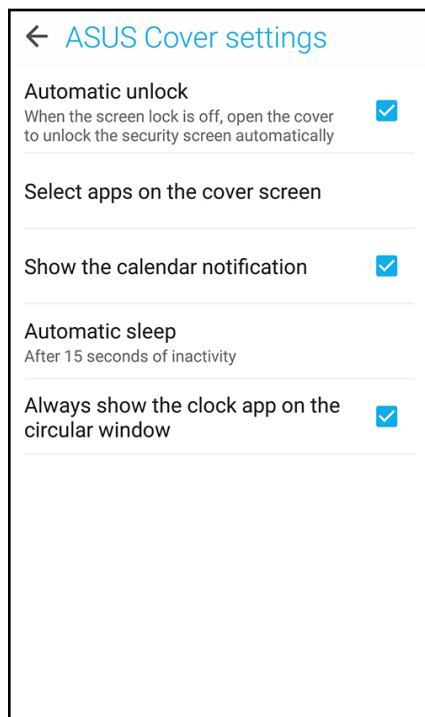 ASUS Cover settings
Automatic unlock
When the screen lock is off, open the cover
to unlock the security screen automatically
Select apps on the cover screen
Show the calendar notification
Automatic sleep
After 15 seconds of inactivity
Always show the clock app on the
circular window